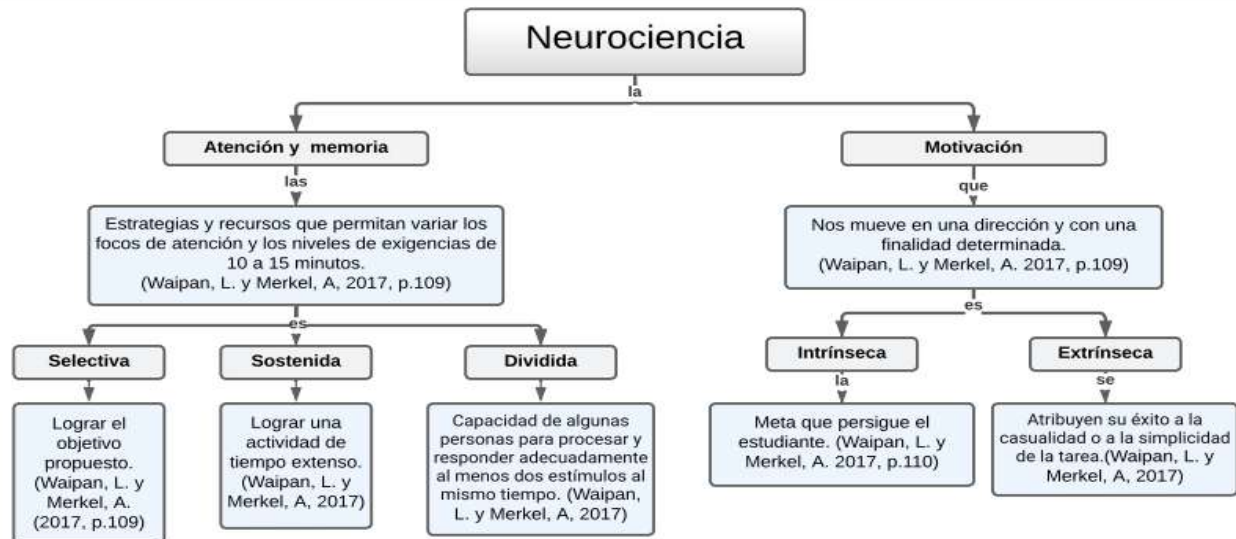 Neurociencia
la
Atención y memoria
Motivación
las
que
Estrategias y recursos que permitan variar los
focos de atención y los niveles de exigencias de
10 a 15 minutos.
(Waipan, L. y Merkel, A, 2017, p.109)
Nos mueve en una dirección y con una
finalidad determinada.
(Waipan, L. y Merkel, A. 2017, p.109)
es
es
Selectiva
Sostenida
Dividida
Intrínseca
Extrínseca
la
se
Lograr el
objetivo
propuesto.
(Waipan, L. y
Merkel, A.
(2017, p.109)
Lograr una
actividad de
tiempo extenso.
(Waipan, L. y
Merkel, A, 2017)
Capacidad de algunas
personas para procesar y
responder adecuadamente
al menos dos estímulos al
mismo tiempo. (Waipan,
L. y Merkel, A, 2017)
Meta que persigue el
estudiante. (Waipan, L. y
Merkel, A. 2017, p.110)
Atribuyen su éxito a la
casualidad o a la simplicidad
de la tarea.(Waipan, L. y
Merkel, A, 2017)